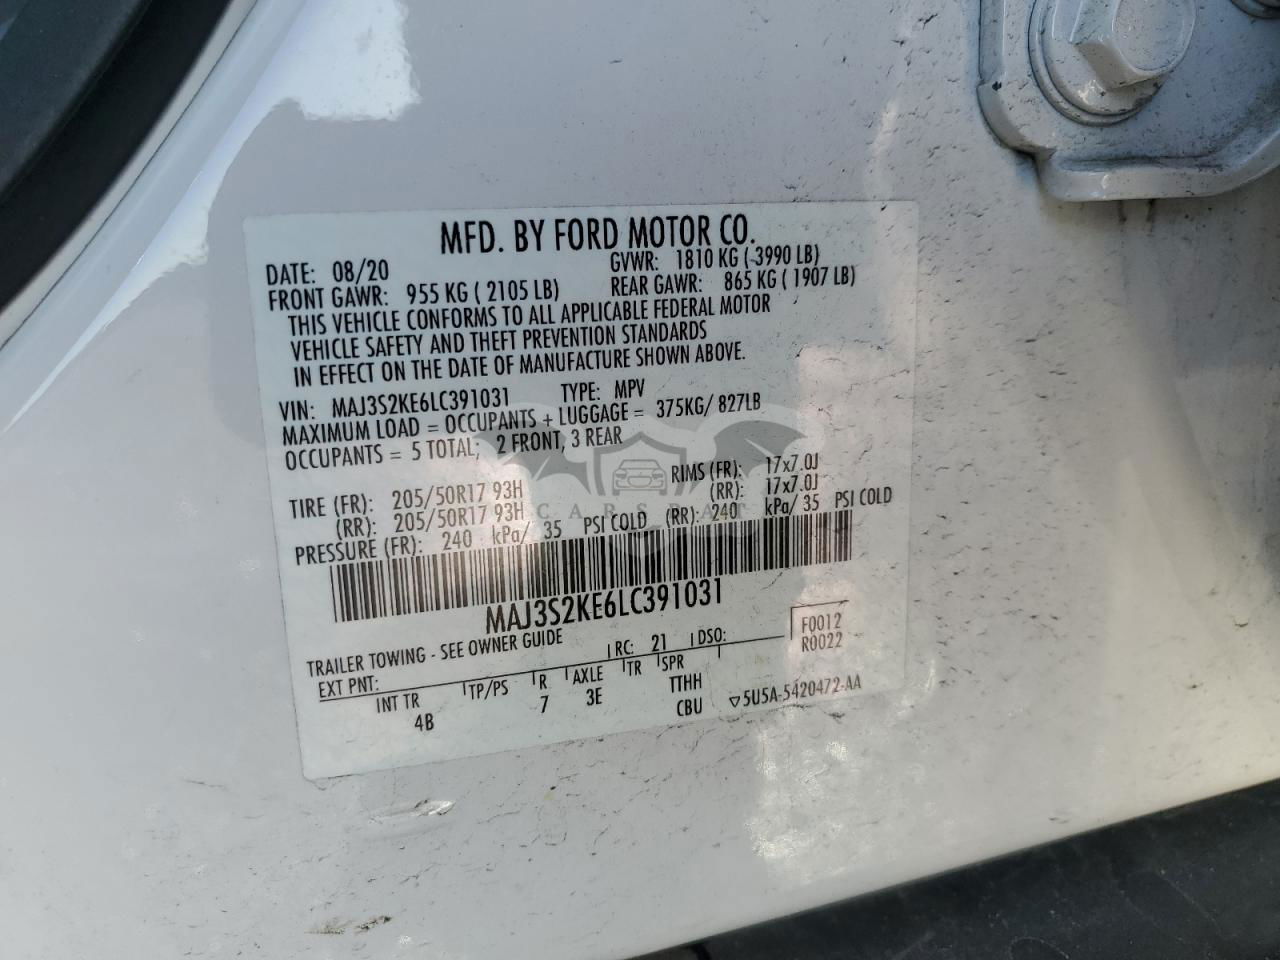 MFD. BY FORD MOTOR CO.
DATE: 08/20 GVWR: 1810 KG ( 3990 LB)
FRONT GAWR: 955 KG ( 2105 LB) REAR GAWR: 865 KG ( 1907 LB)
THIS VEHICLE CONFORMS TO ALL APPLICABLE FEDERAL MOTOR
VEHICLE SAFETY AND THEFT PREVENTION STANDARDS
IN EFFECT ON THE DATE OF MANUFACTURE SHOWN ABOVE.
VIN: MAJ3S2KE6LC391031 TYPE: MPV
MAXIMUM LOAD = OCCUPANTS + LUGGAGE = 375KG/ 827LB
OCCUPANTS = 5 TOTAL; 2 FRONT, 3 REAR
TIRE (FR): 205/50R17 93H RIMS (FR): 17x7.0J
(RR): 205/50R17 93H (RR): 17x7.0J
PRESSURE (FR): 240 kPa/ 35 PSI COLD (RR): 240 kPa/ 35 PSI COLD
CARSBAT
MAJ3S2KE6LC391031
TRAILER TOWING - SEE OWNER GUIDE
EXT PNT: RC: 21 DSO: F0012
R0022
INT TR TP/PS R AXLE TR SPR
4B 7 3E TTHH
CBU ▽5U5A-5420472-AA